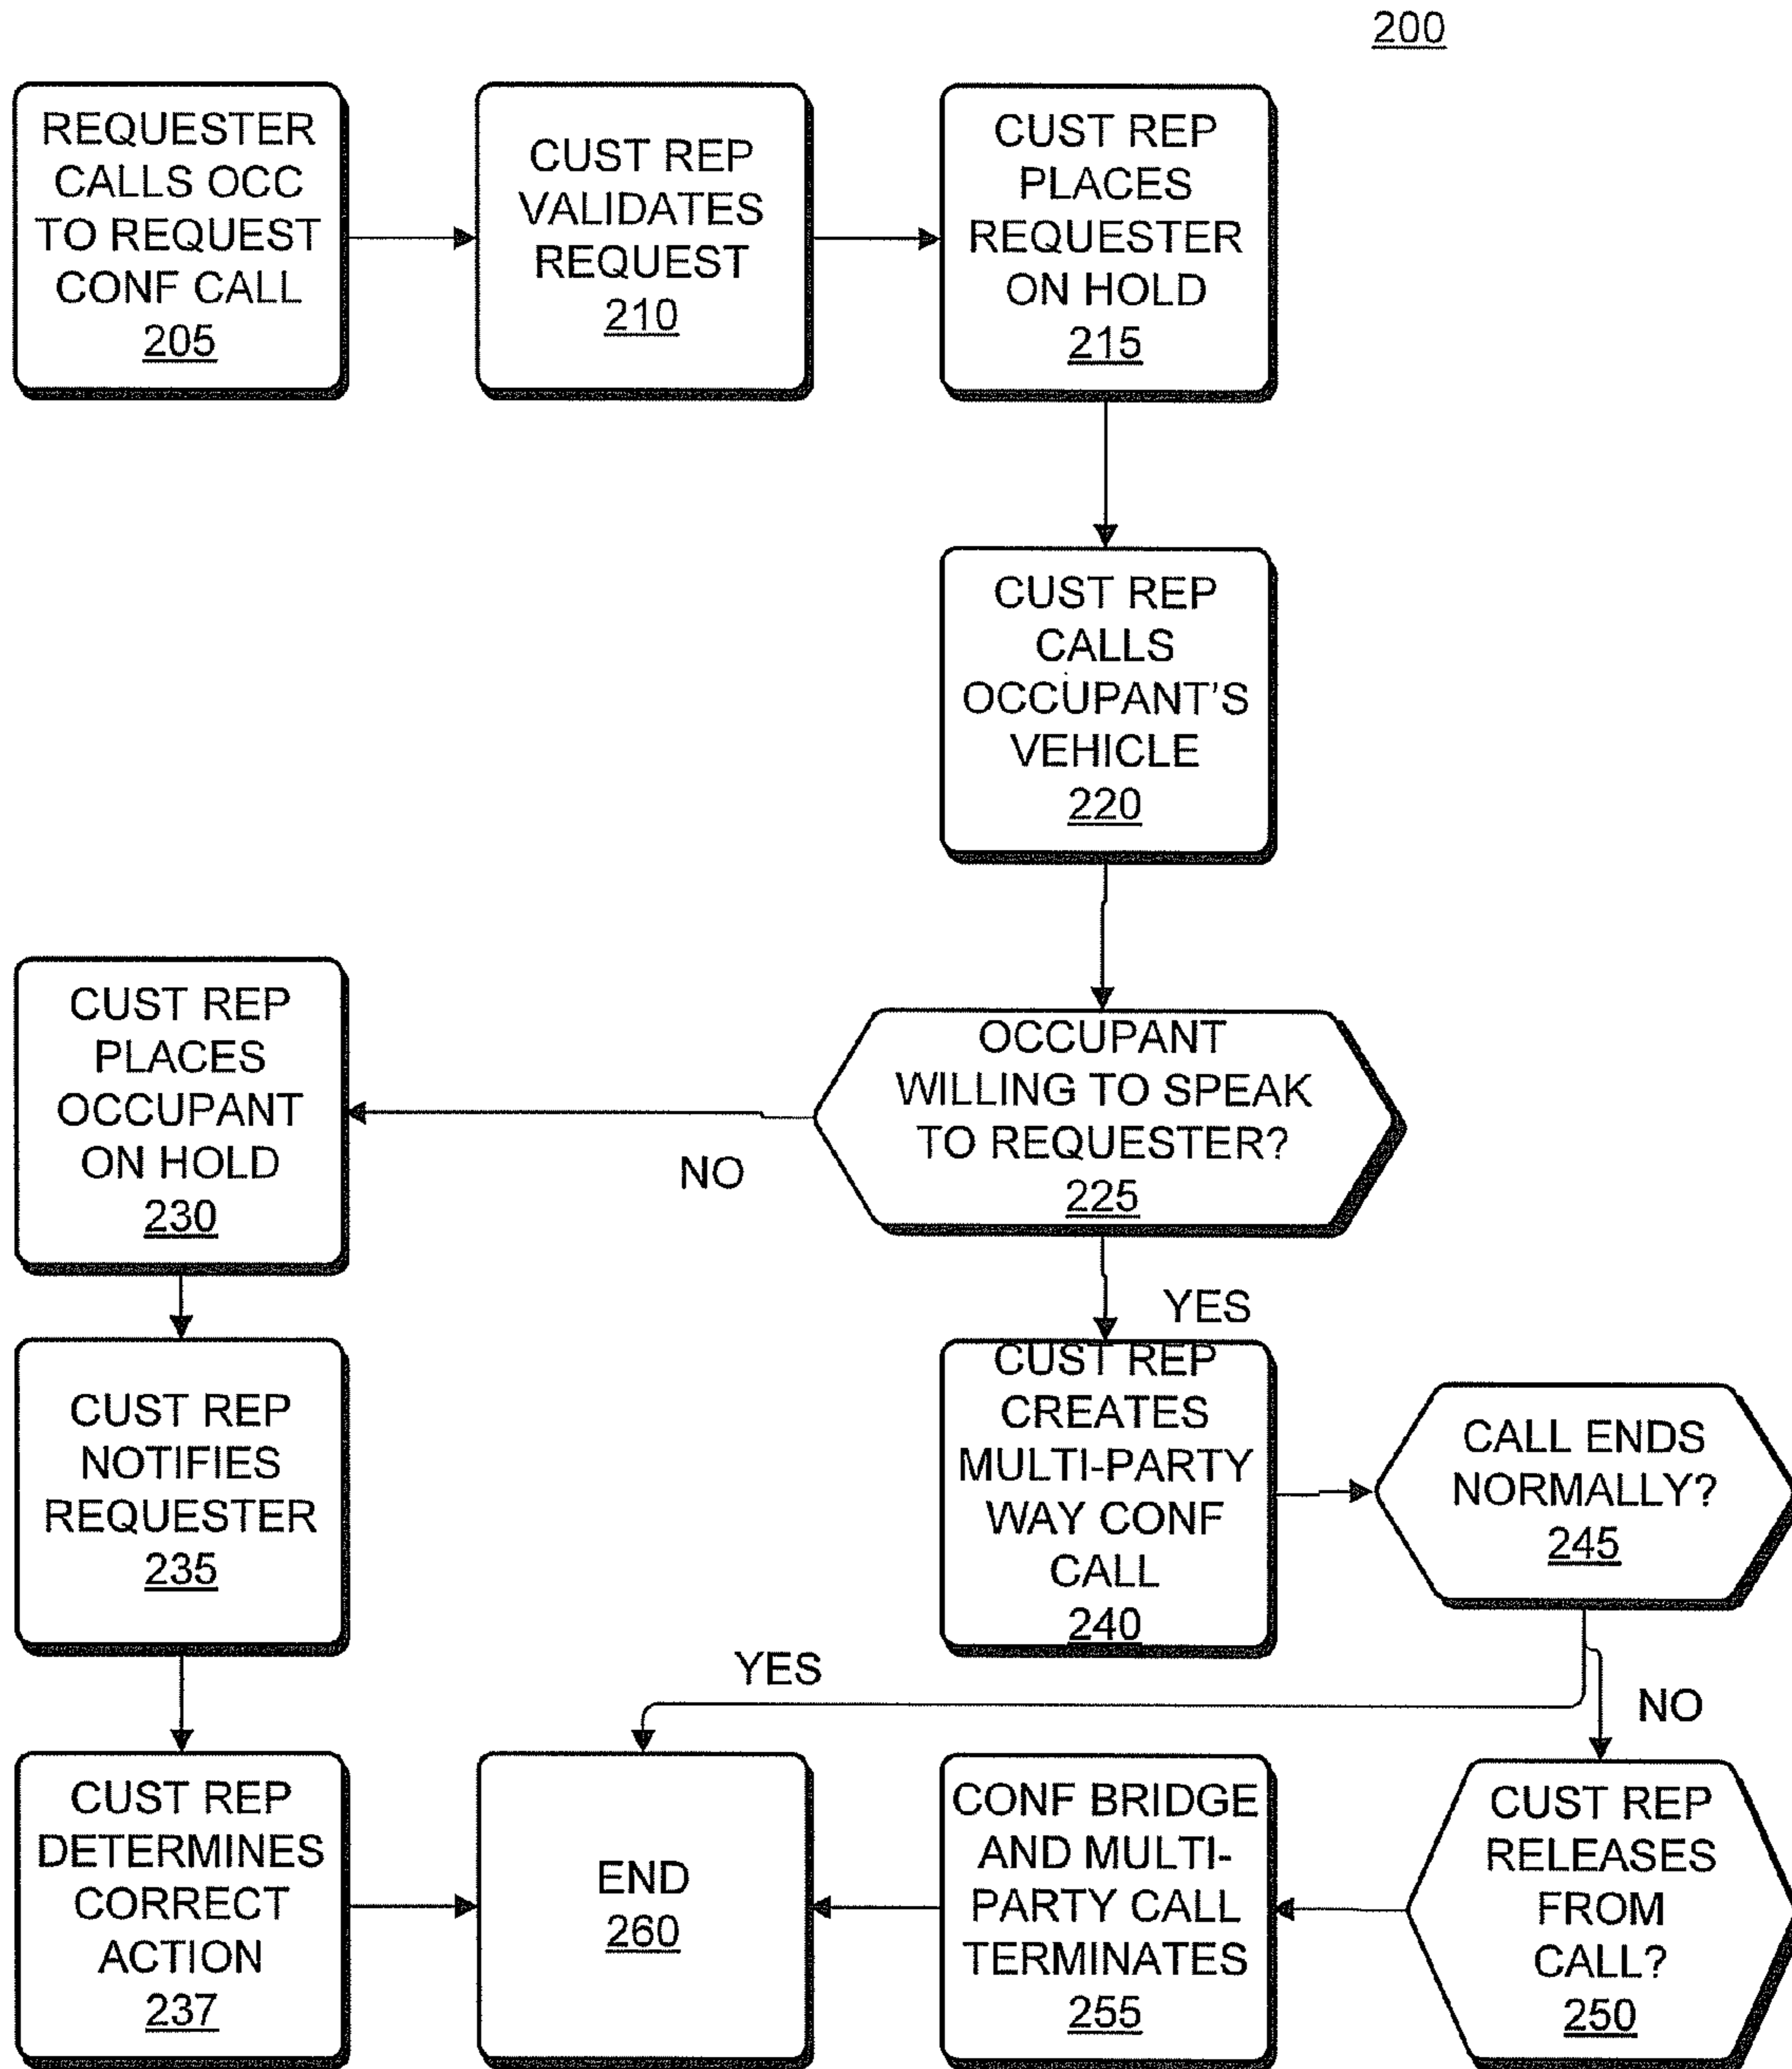 200
REQUESTER
CALLS OCC
TO REQUEST
CONF CALL
205
CUST REP
VALIDATES
REQUEST
210
CUST REP
PLACES
REQUESTER
ON HOLD
215
CUST REP
CALLS
OCCUPANT'S
VEHICLE
220
OCCUPANT
WILLING TO SPEAK
TO REQUESTER?
225
NO
YES
CUST REP
PLACES
OCCUPANT
ON HOLD
230
CUST REP
NOTIFIES
REQUESTER
235
CUST REP
CREATES
MULTI-PARTY
WAY CONF
CALL
240
CALL ENDS
NORMALLY?
245
YES
NO
CUST REP
DETERMINES
CORRECT
ACTION
237
END
260
CONF BRIDGE
AND MULTI-
PARTY CALL
TERMINATES
255
CUST REP
RELEASES
FROM
CALL?
250